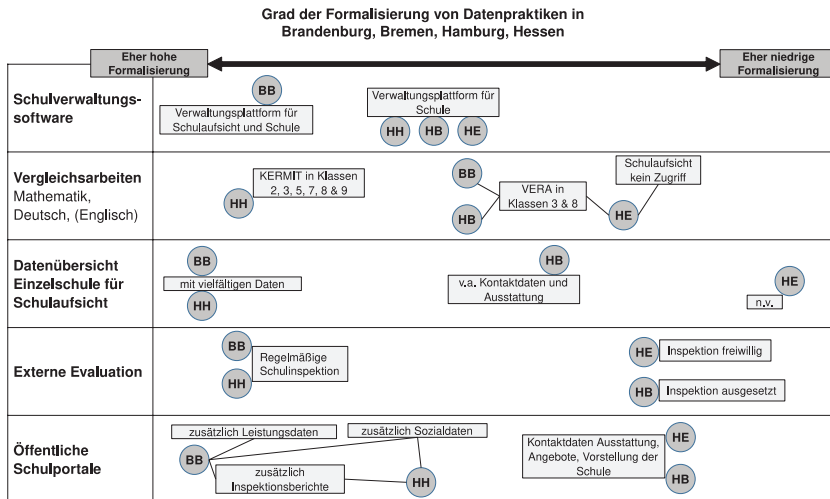 Grad der Formalisierung von Datenpraktiken in
Brandenburg, Bremen, Hamburg, Hessen
Eher hohe
Formalisierung
Eher niedrige
Formalisierung
Schulverwaltungs-
software
BB
Verwaltungsplattform für
Schulaufsicht und Schule
Verwaltungsplattform für
Schule
HH HB HE
Vergleichsarbeiten
Mathematik,
Deutsch, (Englisch)
HH
KERMIT in Klassen
2, 3, 5, 7, 8 & 9
BB
HB
VERA in
Klassen 3 & 8
HE
Schulaufsicht
kein Zugriff
Datenübersicht
Einzelschule für
Schulaufsicht
BB
mit vielfältigen Daten
HH
HB
v.a. Kontaktdaten und
Ausstattung
HE
n.v.
Externe Evaluation
BB
HH
Regelmäßige
Schulinspektion
HE
Inspektion freiwillig
HB
Inspektion ausgesetzt
Öffentliche
Schulportale
zusätzlich Leistungsdaten
zusätzlich Sozialdaten
BB
zusätzlich
Inspektionsberichte
HH
Kontaktdaten Ausstattung,
Angebote, Vorstellung der
Schule
HE
HB